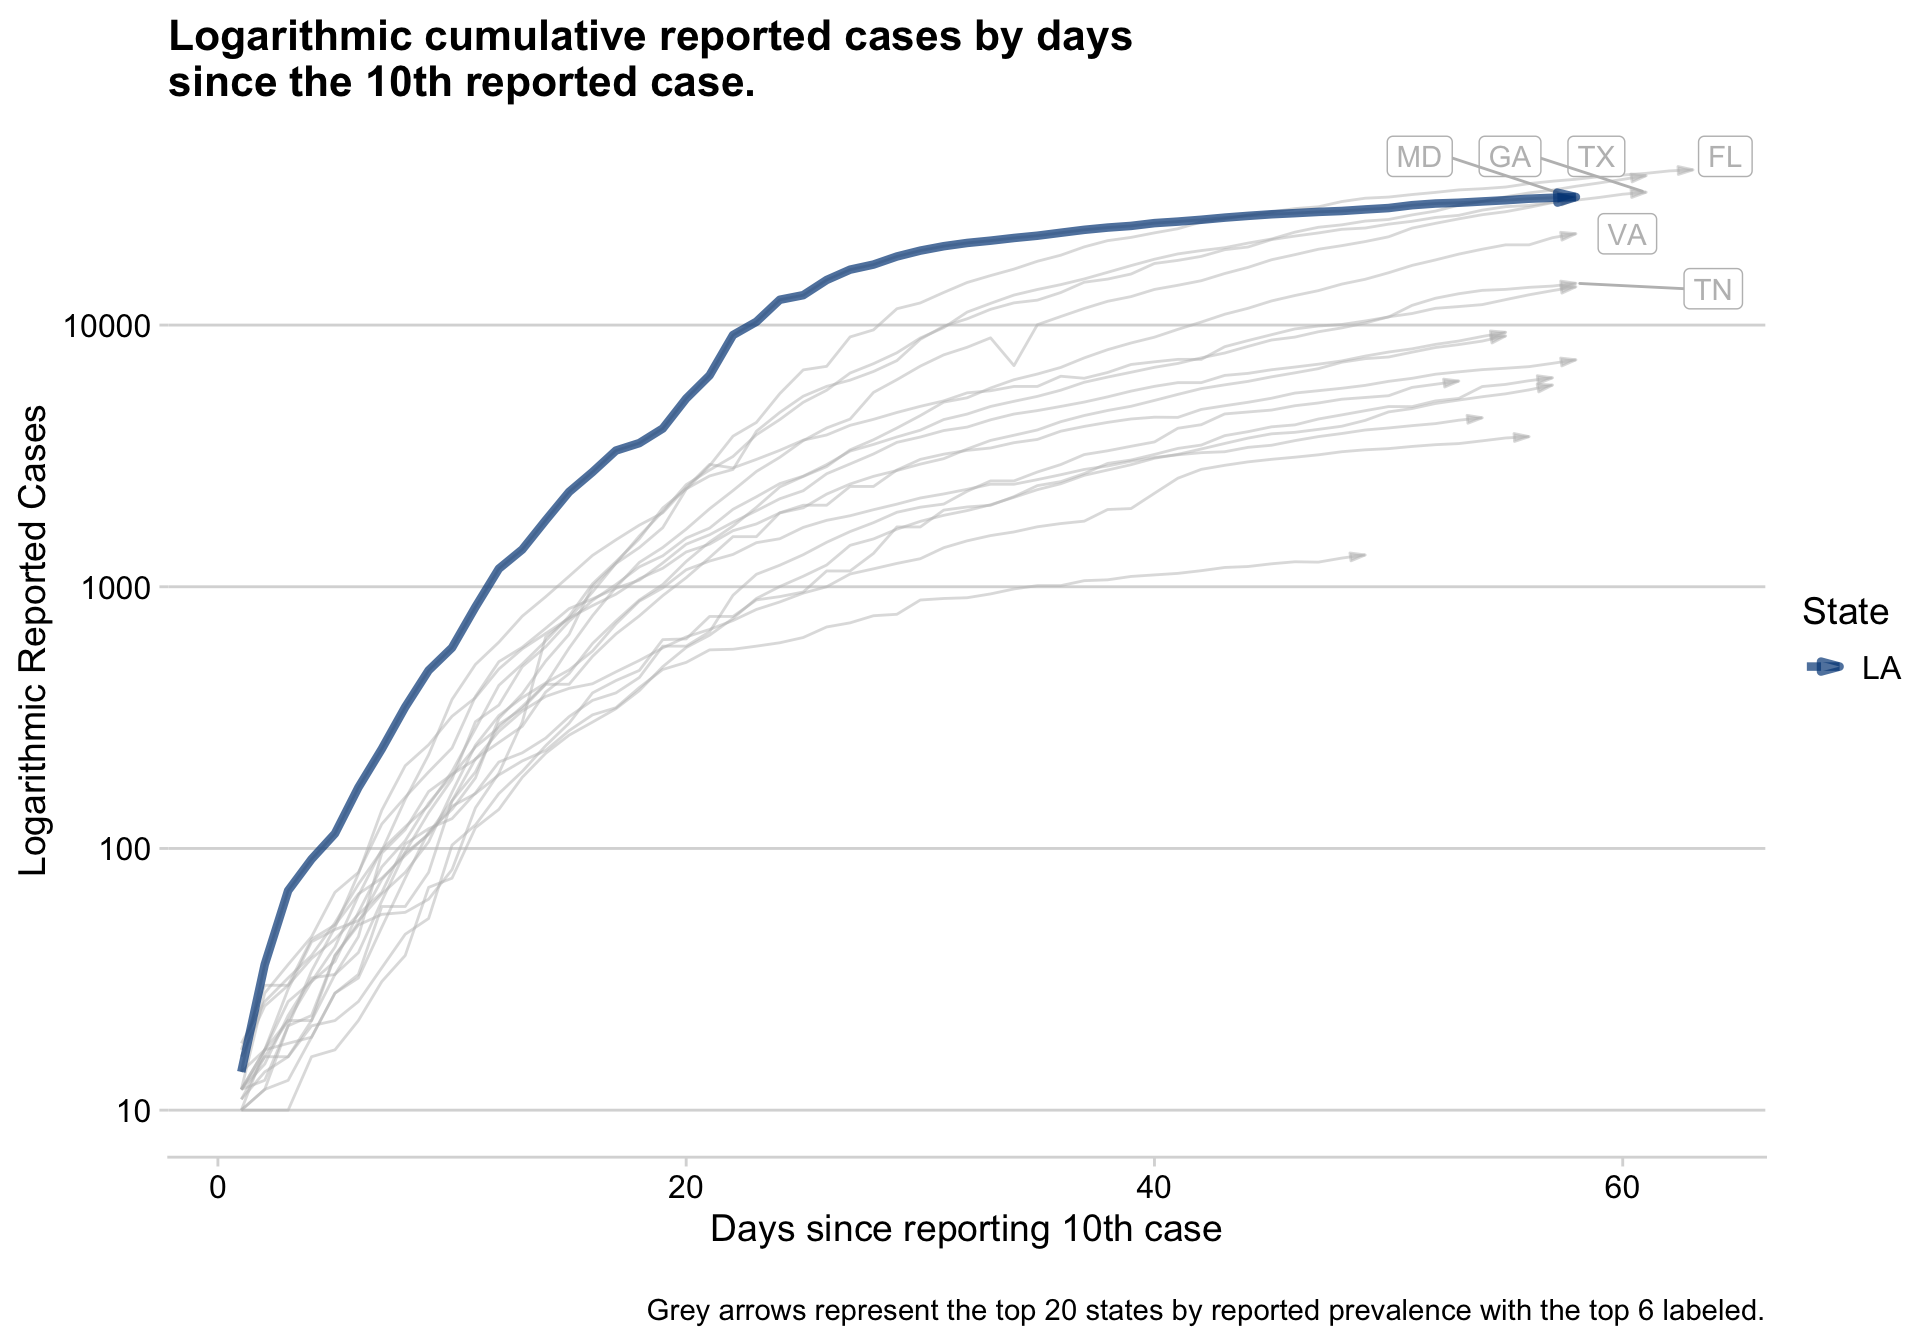 Logarithmic cumulative reported cases by days
since the 10th reported case.
MD
GA
TX
FL
VA
TN
10000
1000
100
10
Logarithmic Reported Cases
State
LA
0
20
40
60
Days since reporting 10th case
Grey arrows represent the top 20 states by reported prevalence with the top 6 labeled.